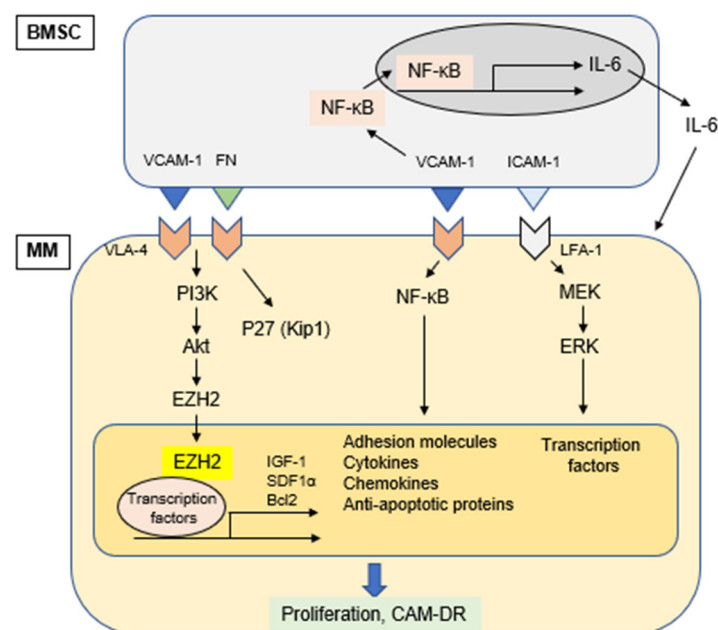 BMSC
NF-κB
IL-6
NF-κB
IL-6
VCAM-1
FN
VCAM-1
ICAM-1
MM
VLA-4
LFA-1
PI3K
NF-κB
MEK
P27 (Kip1)
Akt
ERK
EZH2
EZH2
IGF-1
SDF1α
Bcl2
Adhesion molecules
Cytokines
Chemokines
Anti-apoptotic proteins
Transcription
factors
Transcription
factors
Proliferation, CAM-DR